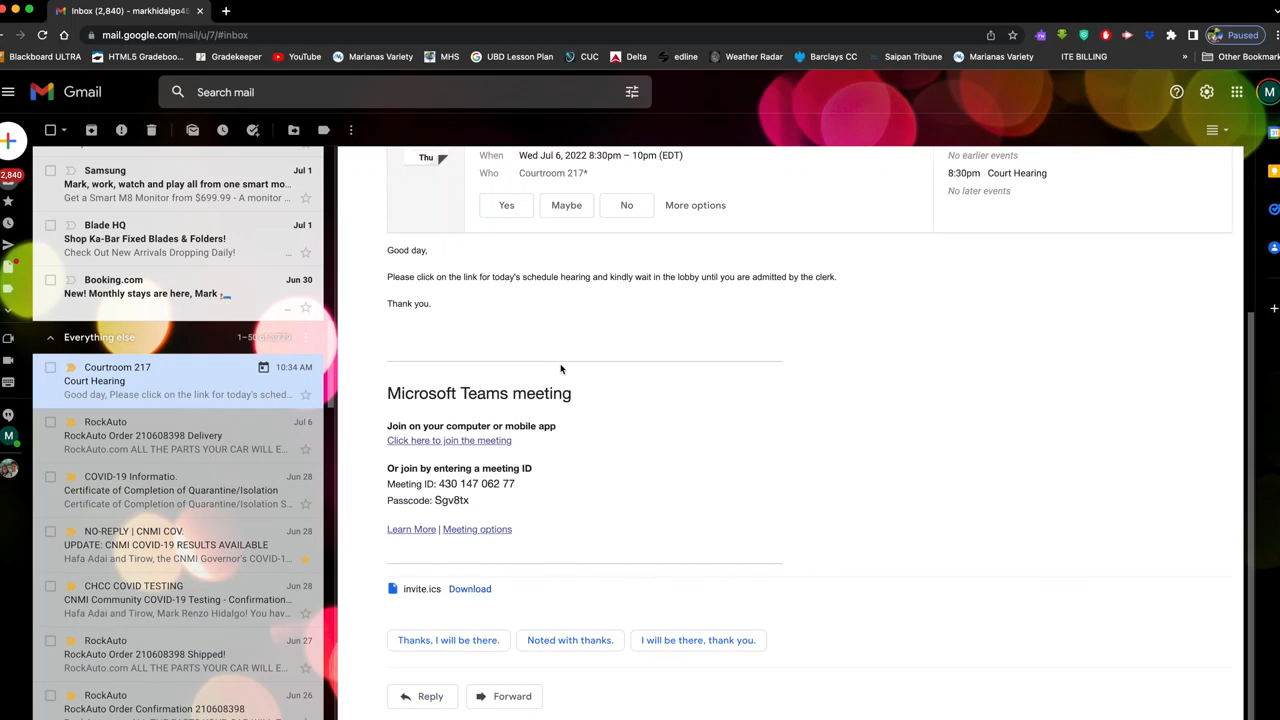 Inbox (2,840) - markhidalgo46
mail.google.com/mail/u/7/#inbox
Paused
Blackboard ULTRA
HTML5 Gradeboo...
Gradekeeper
YouTube
Marianas Variety
MHS
UBD Lesson Plan
CUC
Delta
edline
Weather Radar
Barclays CC
Saipan Tribune
Marianas Variety
ITE BILLING
»
Other Bookmark
Gmail
Search mail
M
2,840
Samsung
Jul 1
Mark, work, watch and play all from one smart mo...
Get a Smart M8 Monitor from $699.99 - A monitor ...
Blade HQ
Jul 1
Shop Ka-Bar Fixed Blades & Folders!
Check Out New Arrivals Dropping Daily!
...
Booking.com
Jun 30
New! Monthly stays are here, Mark
...
Everything else
Courtroom 217
10:34 AM
Court Hearing
Good day, Please click on the link for today's sched...
RockAuto
Jul 6
RockAuto Order 210608398 Delivery
RockAuto.com ALL THE PARTS YOUR CAR WILL E...
COVID-19 Informatio.
Jun 28
Certificate of Completion of Quarantine/Isolation
Certificate of Completion of Quarantine/Isolation S...
NO-REPLY | CNMI COV.
Jun 28
UPDATE: CNMI COVID-19 RESULTS AVAILABLE
Hafa Adai and Tirow, the CNMI Governor's COVID-1...
CHCC COVID TESTING
Jun 28
CNMI Community COVID-19 Testing - Confirmation...
Hafa Adai and Tirow, Mark Renzo Hidalgo! You hav...
RockAuto
Jun 27
RockAuto Order 210608398 Shipped!
RockAuto.com ALL THE PARTS YOUR CAR WILL E...
RockAuto
Jun 26
RockAuto Order Confirmation 210608398
M
Thu
When
Wed Jul 6, 2022 8:30pm – 10pm (EDT)
Who
Courtroom 217*
Yes
Maybe
No
More options
No earlier events
8:30pm Court Hearing
No later events
Good day,
Please click on the link for today's schedule hearing and kindly wait in the lobby until you are admitted by the clerk.
Thank you.
Microsoft Teams meeting
Join on your computer or mobile app
Click here to join the meeting
Or join by entering a meeting ID
Meeting ID: 430 147 062 77
Passcode: Sgv8tx
Learn More | Meeting options
invite.ics
Download
Thanks, I will be there.
Noted with thanks.
I will be there, thank you.
Reply
Forward